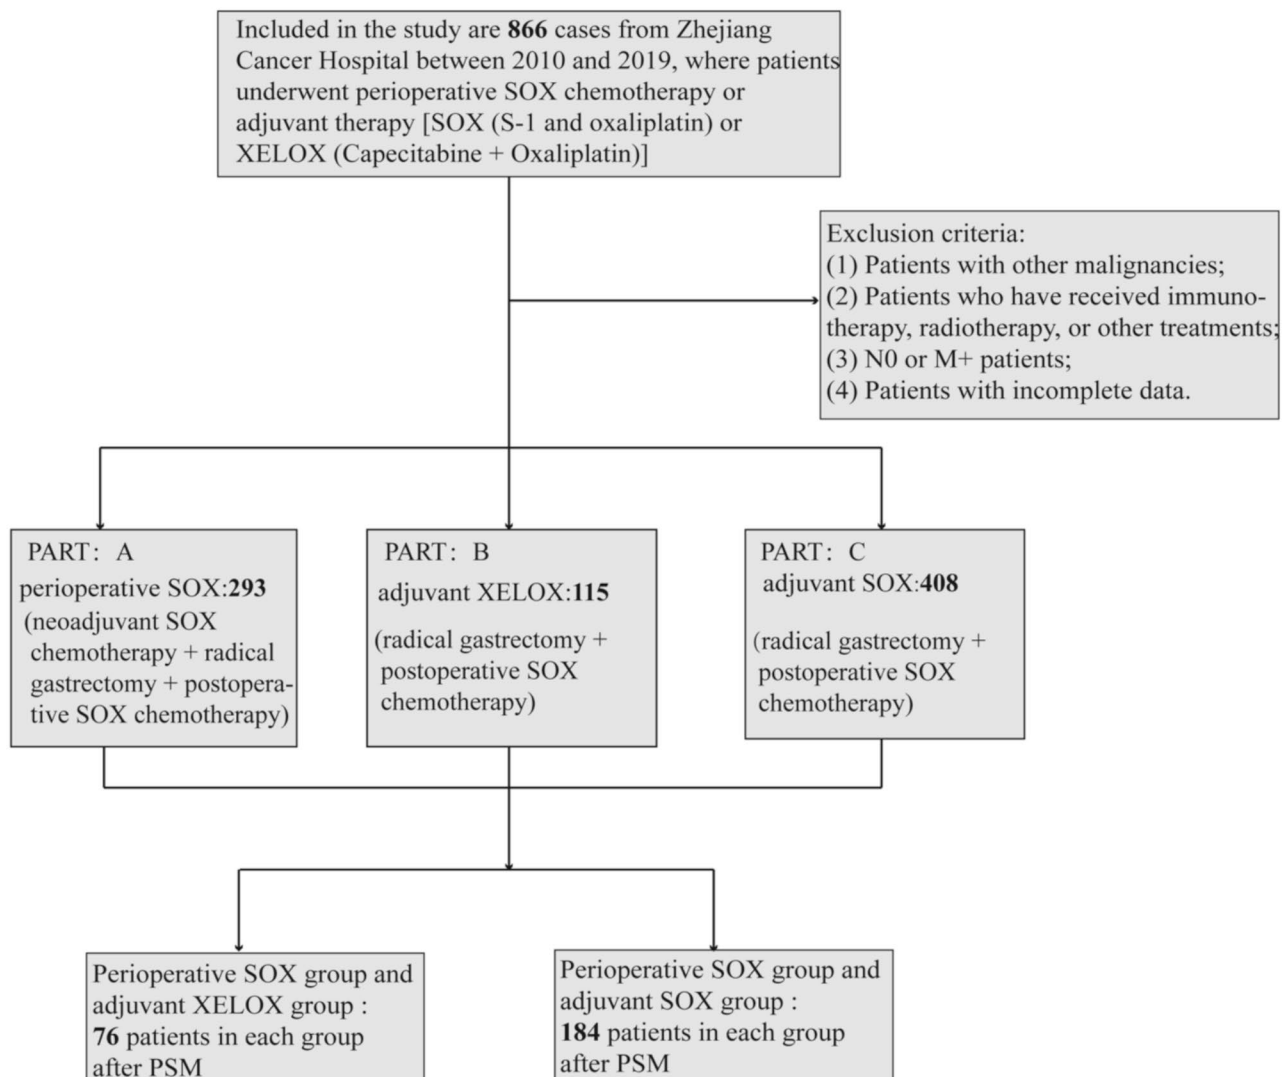 Included in the study are 866 cases from Zhejiang
Cancer Hospital between 2010 and 2019, where patients
underwent perioperative SOX chemotherapy or
adjuvant therapy [SOX (S-1 and oxaliplatin) or
XELOX (Capecitabine + Oxaliplatin)]
Exclusion criteria:
(1) Patients with other malignancies;
(2) Patients who have received immuno-
therapy, radiotherapy, or other treatments;
(3) N0 or M+ patients;
(4) Patients with incomplete data.
PART: A
perioperative SOX:293
(neoadjuvant SOX
chemotherapy + radical
gastrectomy + postopera-
tive SOX chemotherapy)
PART: B
adjuvant XELOX:115
(radical gastrectomy +
postoperative SOX
chemotherapy)
PART: C
adjuvant SOX:408
(radical gastrectomy +
postoperative SOX
chemotherapy)
Perioperative SOX group and
adjuvant XELOX group :
76 patients in each group
after PSM
Perioperative SOX group and
adjuvant SOX group :
184 patients in each group
after PSM